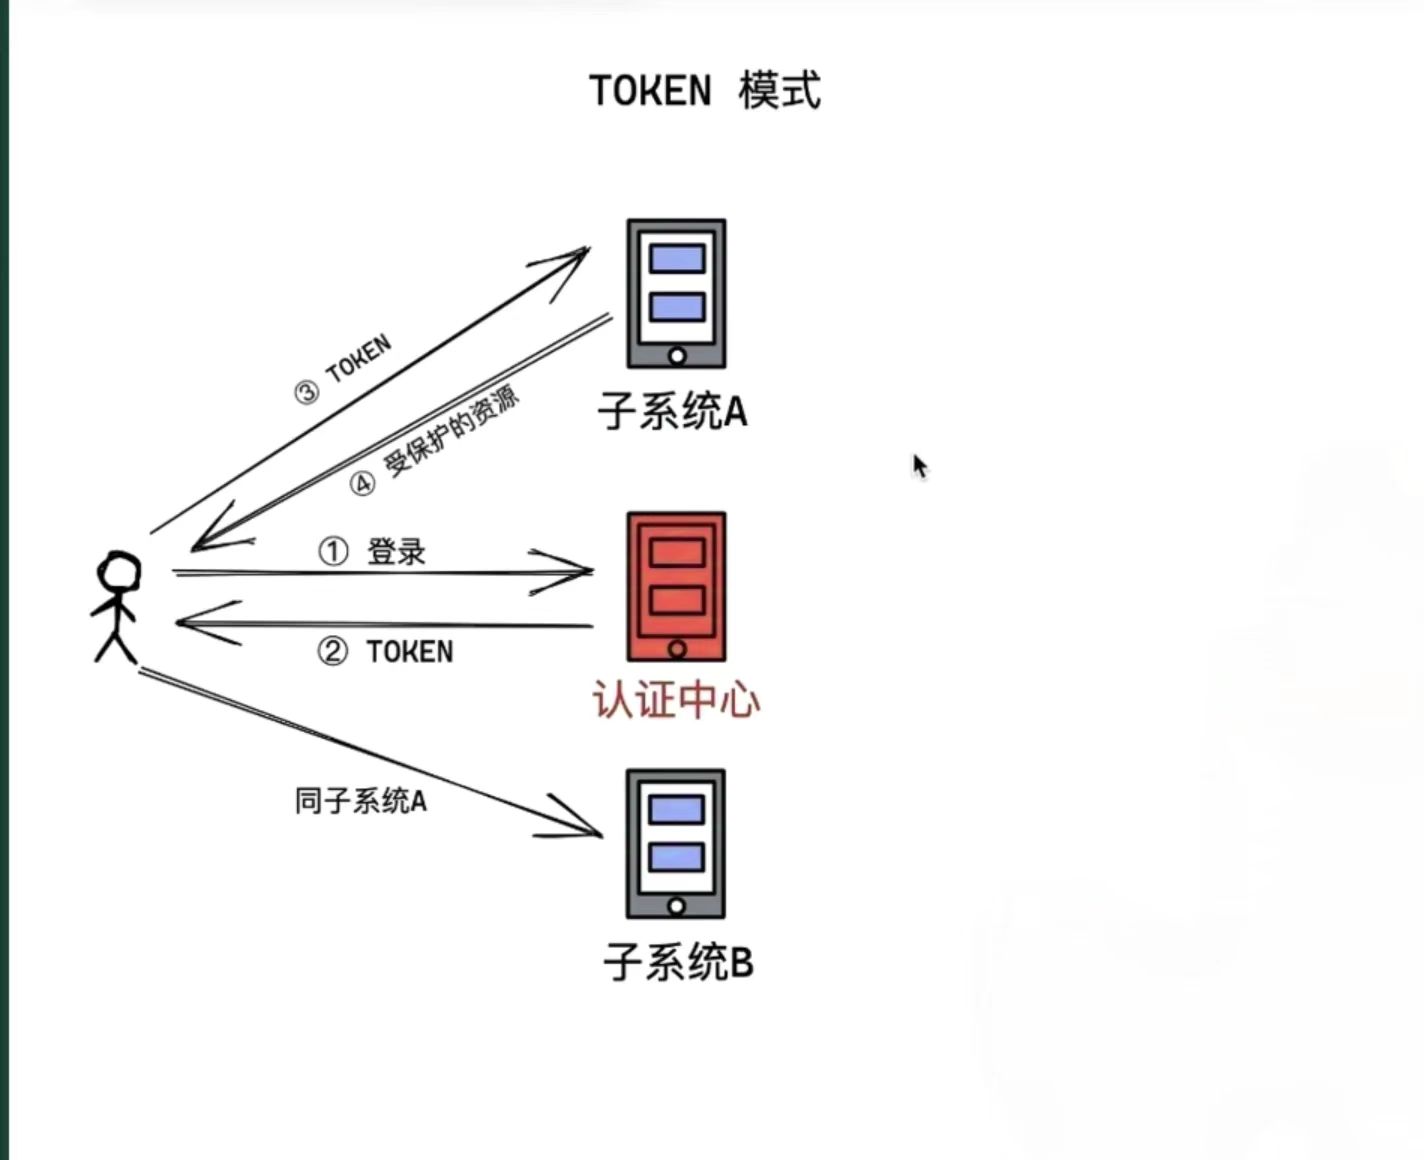 TOKEN 模式
③ TOKEN
④ 受保护的资源
子系统A
① 登录
② TOKEN
认证中心
同子系统A
子系统B